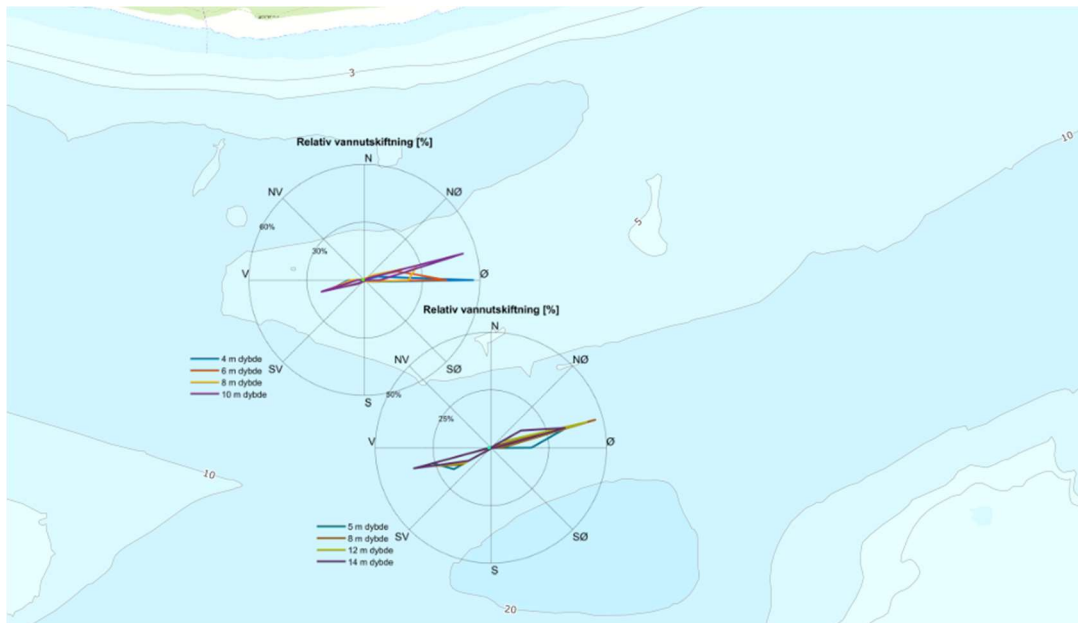 3
10
Relativ vannutskiftning [%]
N
NV
NØ
60%
30%
5
V
Ø
Relativ vannutskiftning [%]
N
4 m dybde
6 m dybde
8 m dybde
10 m dybde
SV
SØ
NV
NØ
S
50%
25%
V
Ø
10
5 m dybde
8 m dybde
12 m dybde
14 m dybde
SV
SØ
S
20